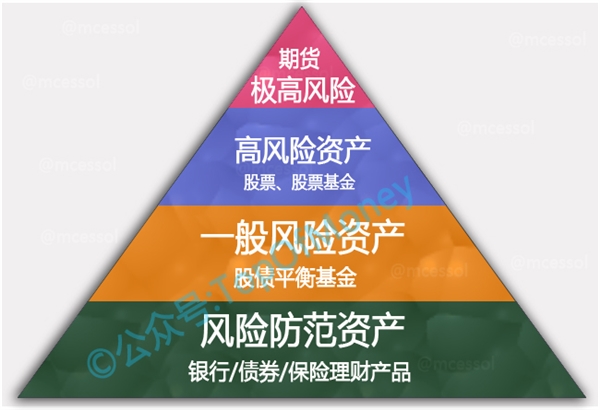 期货
极高风险
高风险资产
股票、股票基金
一般风险资产
股债平衡基金
风险防范资产
银行/债券/保险理财产品
©公众号:TopOfMoney
@mcessol
@mcessol
@mcessol
@mcessol
@mcessol
@mcessol
@mcessol
@mcessol